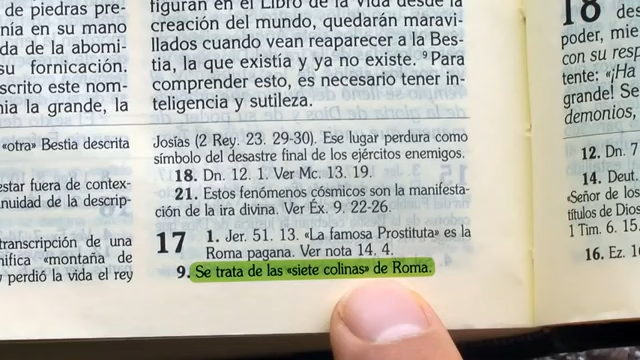 de piedras pre-
nía en su mano
da de la abomi-
su fornicación.
scrito este nom-
nia la grande, la
«otra» Bestia descrita
estar fuera de contex-
nuidad de la descrip-
transcripción de una
nifica «montaña de
perdió la vida el rey
figuran en el Libro de la Vida desde la
creación del mundo, quedarán maravi-
llados cuando vean reaparecer a la Bes-
tia, la que existía y ya no existe. ⁹Para
comprender esto, es necesario tener in-
teligencia y sutileza.
Josías (2 Rey. 23. 29-30). Ese lugar perdura como
símbolo del desastre final de los ejércitos enemigos.
18. Dn. 12. 1. Ver Mc. 13. 19.
21. Estos fenómenos cósmicos son la manifesta-
ción de la ira divina. Ver Éx. 9. 22-26.
17 1. Jer. 51. 13. «La famosa Prostituta» es la
Roma pagana. Ver nota 14. 4.
9. Se trata de las «siete colinas» de Roma.
18 des
poder, mie
con su resp
tente: «¡Ha
grande! Se
demonios,
12. Dn. 7
14. Deut.
«Señor de los
títulos de Dios
1 Tim. 6. 15.
16. Ez. 1